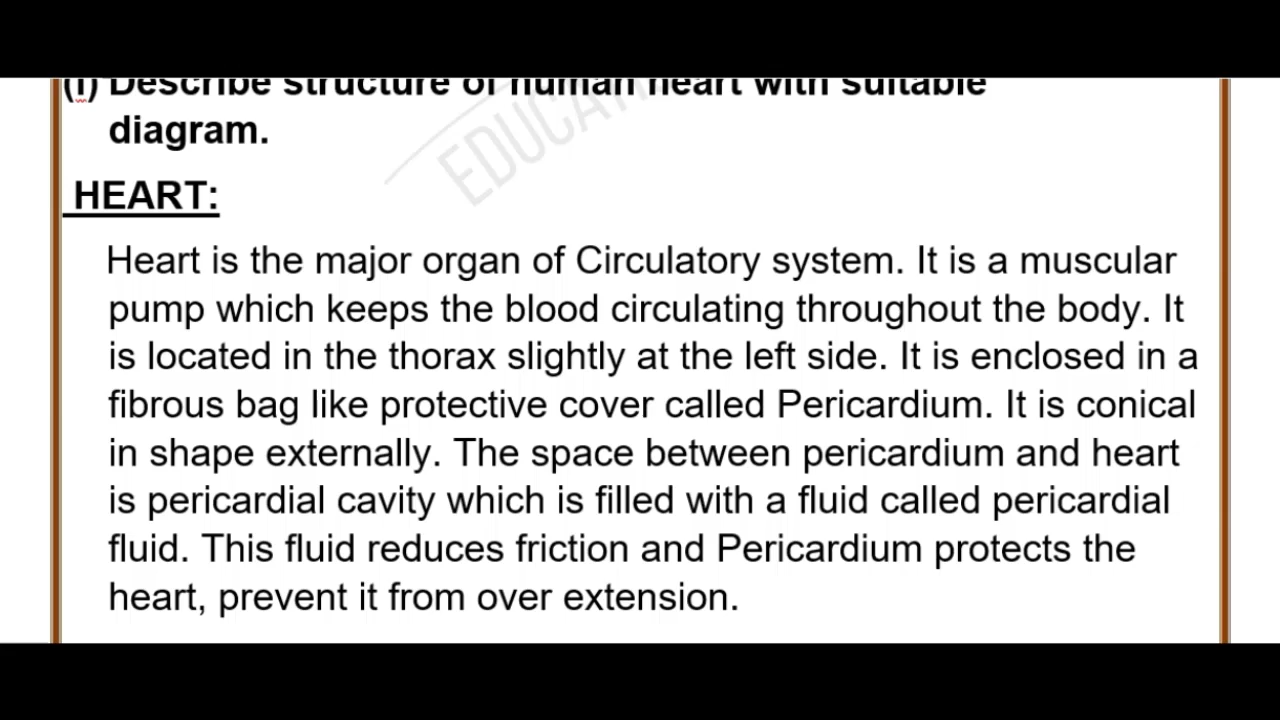 (i) Describe structure of human heart with suitable
diagram.
HEART:
Heart is the major organ of Circulatory system. It is a muscular
pump which keeps the blood circulating throughout the body. It
is located in the thorax slightly at the left side. It is enclosed in a
fibrous bag like protective cover called Pericardium. It is conical
in shape externally. The space between pericardium and heart
is pericardial cavity which is filled with a fluid called pericardial
fluid. This fluid reduces friction and Pericardium protects the
heart, prevent it from over extension.